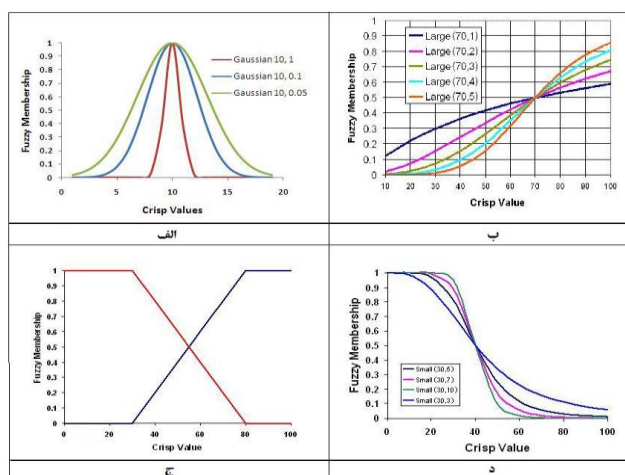 Fuzzy Membership
1
0.9
0.8
0.7
0.6
0.5
0.4
0.3
0.2
0.1
0
Gaussian 10, 1
Gaussian 10, 0.1
Gaussian 10, 0.05
0 5 10 15 20
Crisp Values
الف
Fuzzy Membership
1
0.9
0.8
0.7
0.6
0.5
0.4
0.3
0.2
0.1
0
Large (70,1)
Large (70,2)
Large (70,3)
Large (70,4)
Large (70,5)
10 20 30 40 50 60 70 80 90 100
Crisp Value
ب
Fuzzy Membership
1
0.9
0.8
0.7
0.6
0.5
0.4
0.3
0.2
0.1
0
0 20 40 60 80 100
Crisp Value
ج
Fuzzy Membership
1
0.9
0.8
0.7
0.6
0.5
0.4
0.3
0.2
0.1
0
Small (30,5)
Small (30,7)
Small (30,10)
Small (30,3)
0 20 40 60 80 100
Crisp Value
د